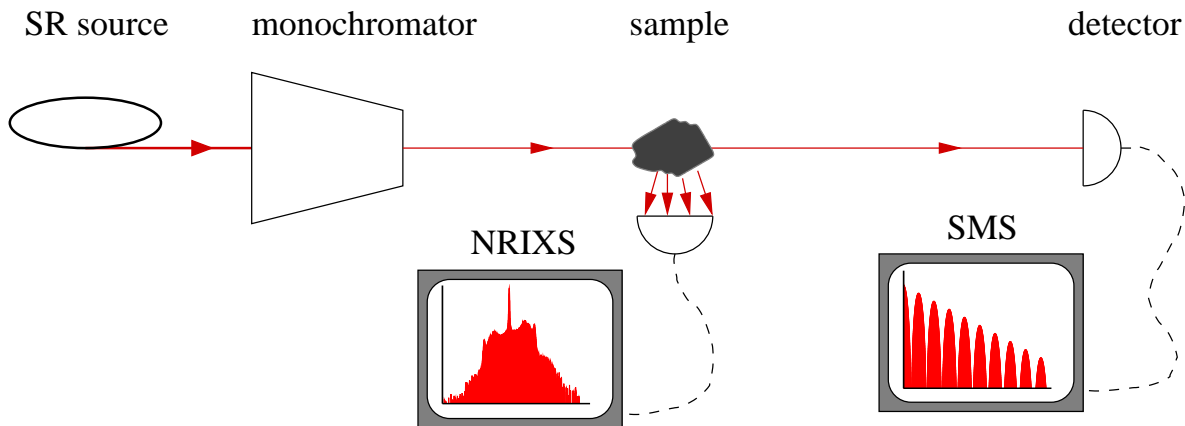 SR source
monochromator
sample
detector
NRIXS
SMS